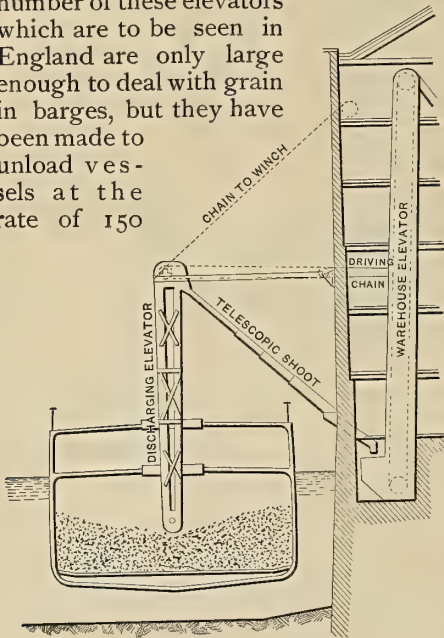 number of these elevators
which are to be seen in
England are only large
enough to deal with grain
in barges, but they have
been made to
unload ves-
sels at the
rate of 150
CHAIN TO WINCH
DRIVING
CHAIN
WAREHOUSE ELEVATOR
TELESCOPIC SHOOT
DISCHARGING ELEVATOR